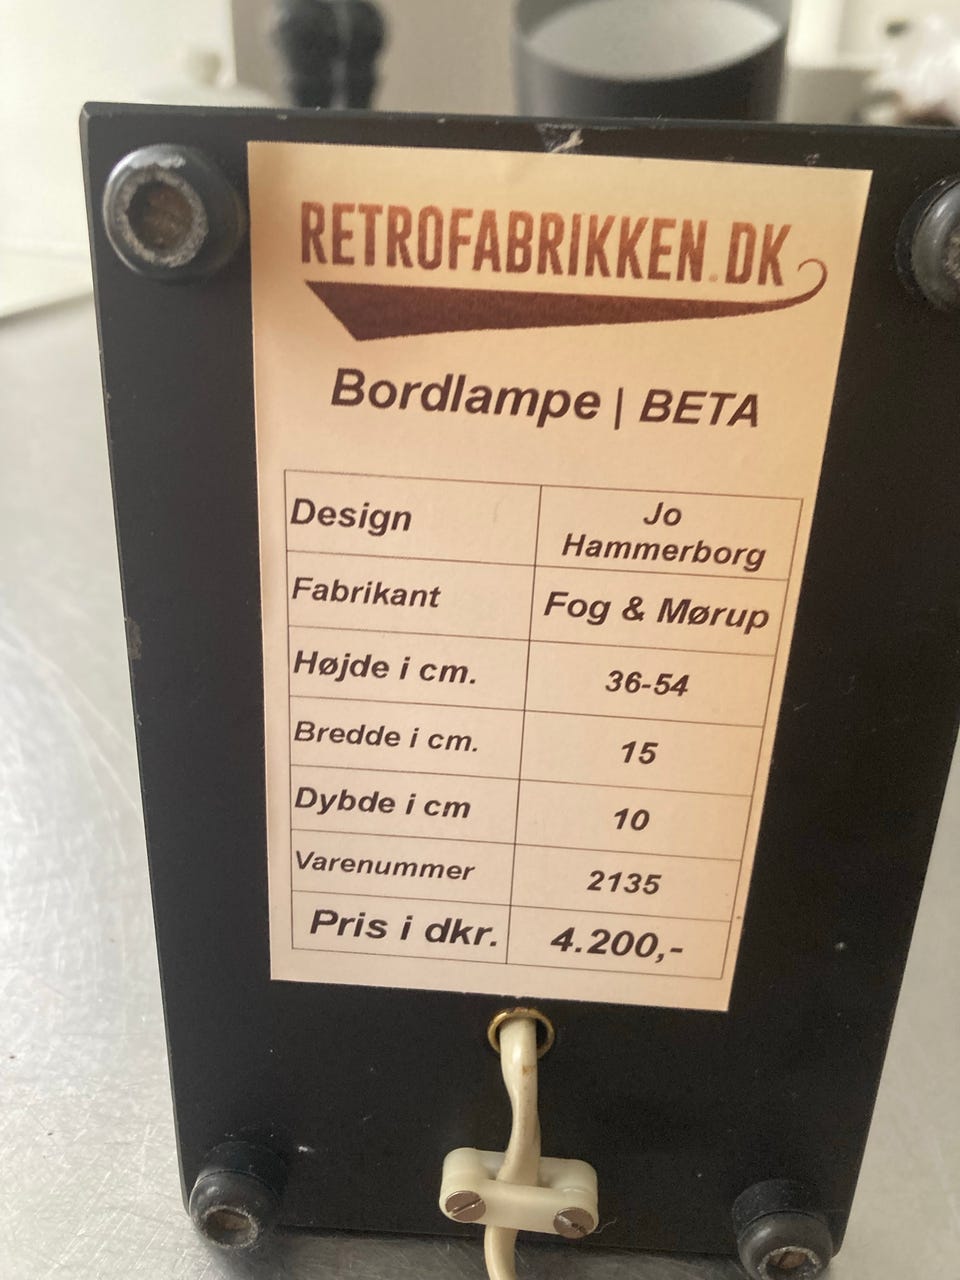 RETROFABRIKKEN.DK
Bordlampe | BETA
Design Jo Hammerborg
Fabrikant Fog & Mørup
Højde i cm. 36-54
Bredde i cm. 15
Dybde i cm 10
Varenummer 2135
Pris i dkr. 4.200,-